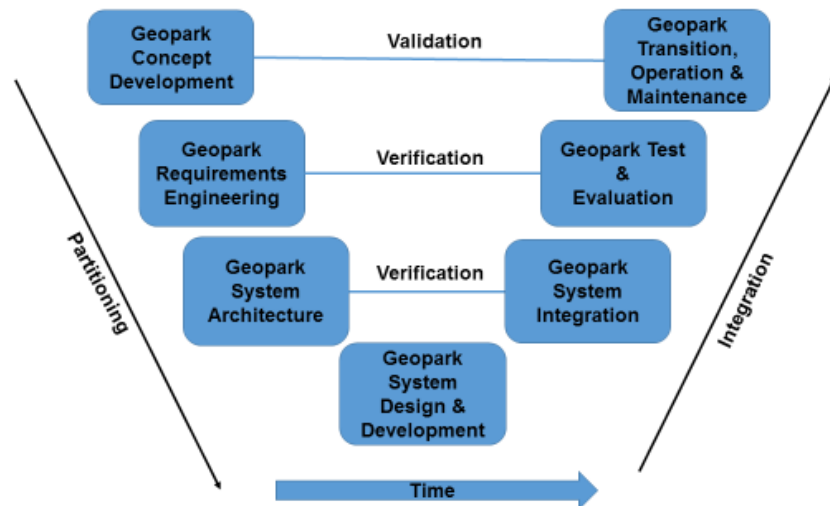 Geopark
Concept
Development
Validation
Geopark
Transition,
Operation &
Maintenance
Geopark
Requirements
Engineering
Verification
Geopark Test
&
Evaluation
Partitioning
Geopark
System
Architecture
Verification
Geopark
System
Integration
Integration
Geopark
System
Design &
Development
Time